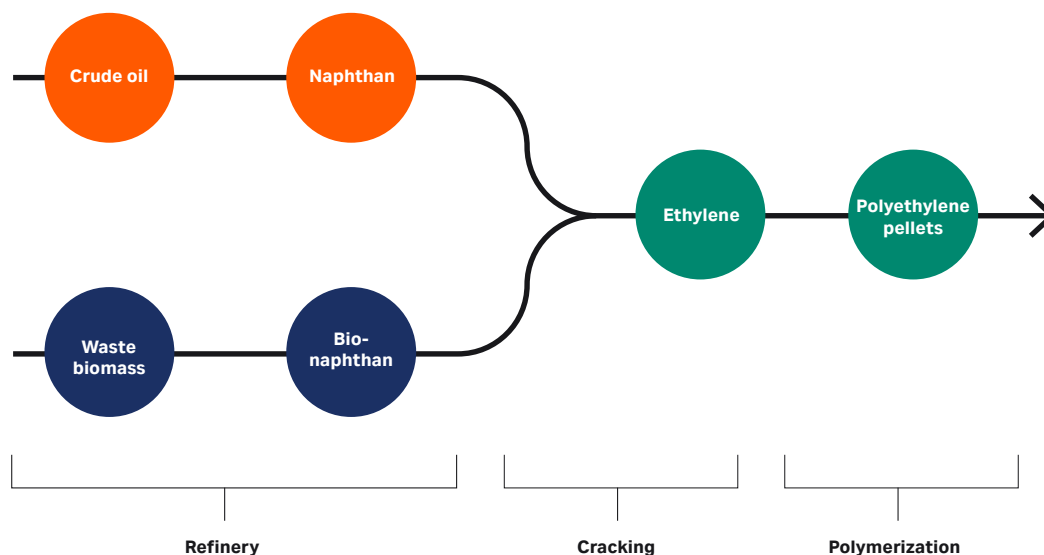 Crude oil
Naphthan
Ethylene
Polyethylene
pellets
Waste
biomass
Bio-
naphthan
Refinery
Cracking
Polymerization